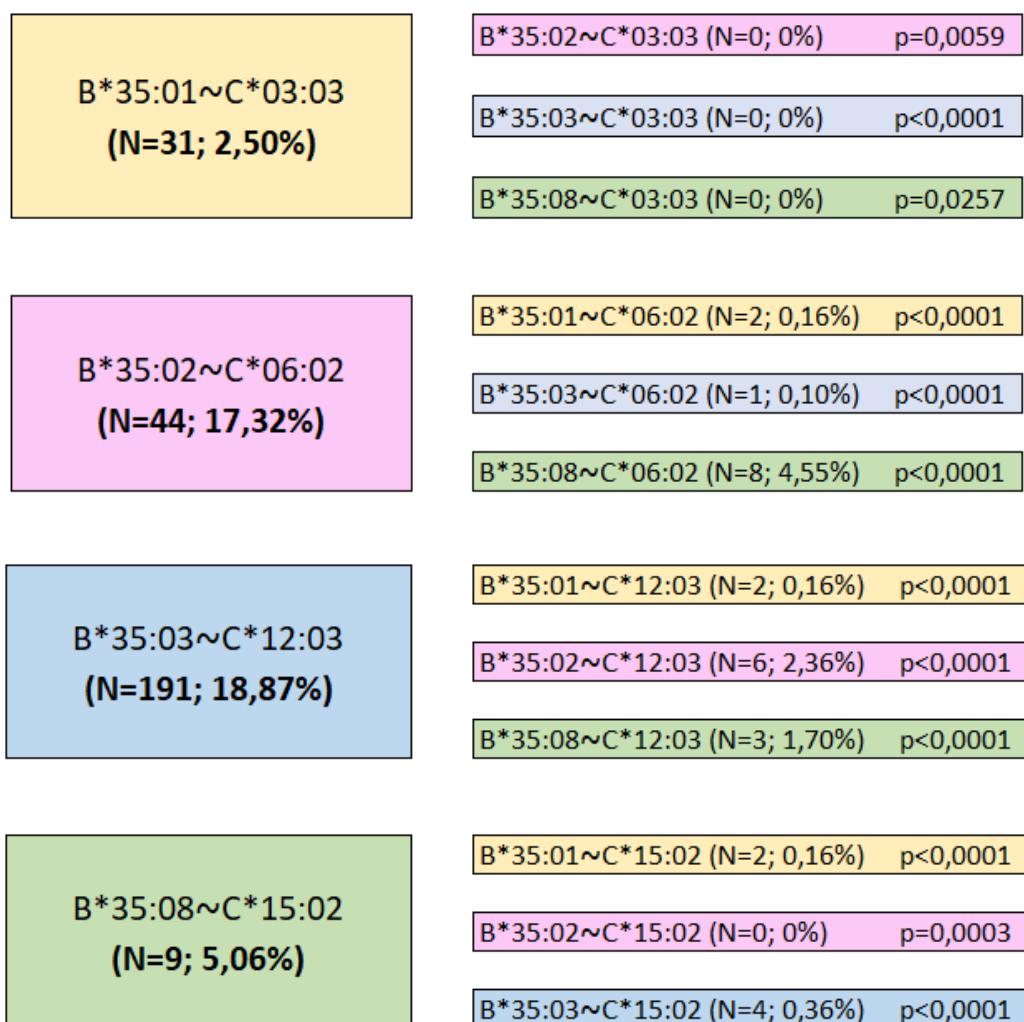 B*35:01~C*03:03
(N=31; 2,50%)
B*35:02~C*03:03 (N=0; 0%) p=0,0059
B*35:03~C*03:03 (N=0; 0%) p<0,0001
B*35:08~C*03:03 (N=0; 0%) p=0,0257
B*35:02~C*06:02
(N=44; 17,32%)
B*35:01~C*06:02 (N=2; 0,16%) p<0,0001
B*35:03~C*06:02 (N=1; 0,10%) p<0,0001
B*35:08~C*06:02 (N=8; 4,55%) p<0,0001
B*35:03~C*12:03
(N=191; 18,87%)
B*35:01~C*12:03 (N=2; 0,16%) p<0,0001
B*35:02~C*12:03 (N=6; 2,36%) p<0,0001
B*35:08~C*12:03 (N=3; 1,70%) p<0,0001
B*35:08~C*15:02
(N=9; 5,06%)
B*35:01~C*15:02 (N=2; 0,16%) p<0,0001
B*35:02~C*15:02 (N=0; 0%) p=0,0003
B*35:03~C*15:02 (N=4; 0,36%) p<0,0001